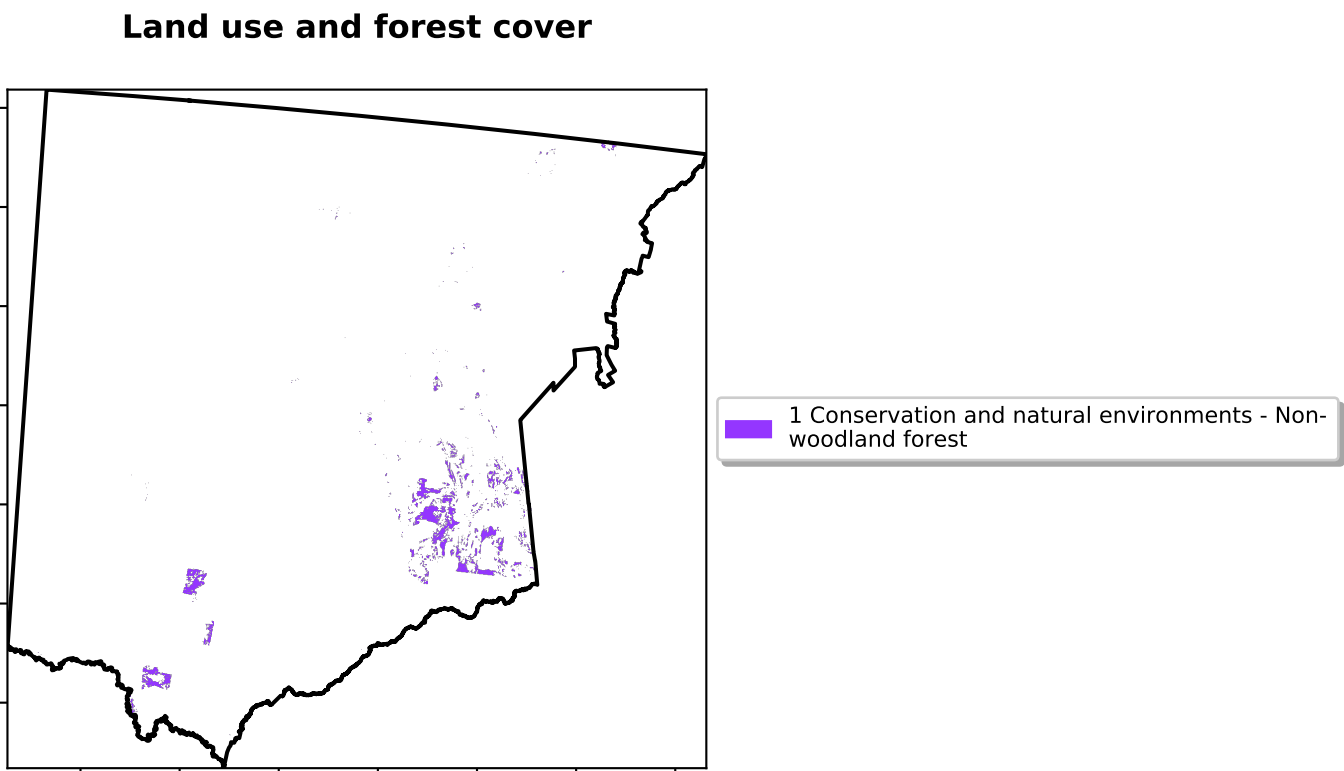 Land use and forest cover
1 Conservation and natural environments - Non-
woodland forest